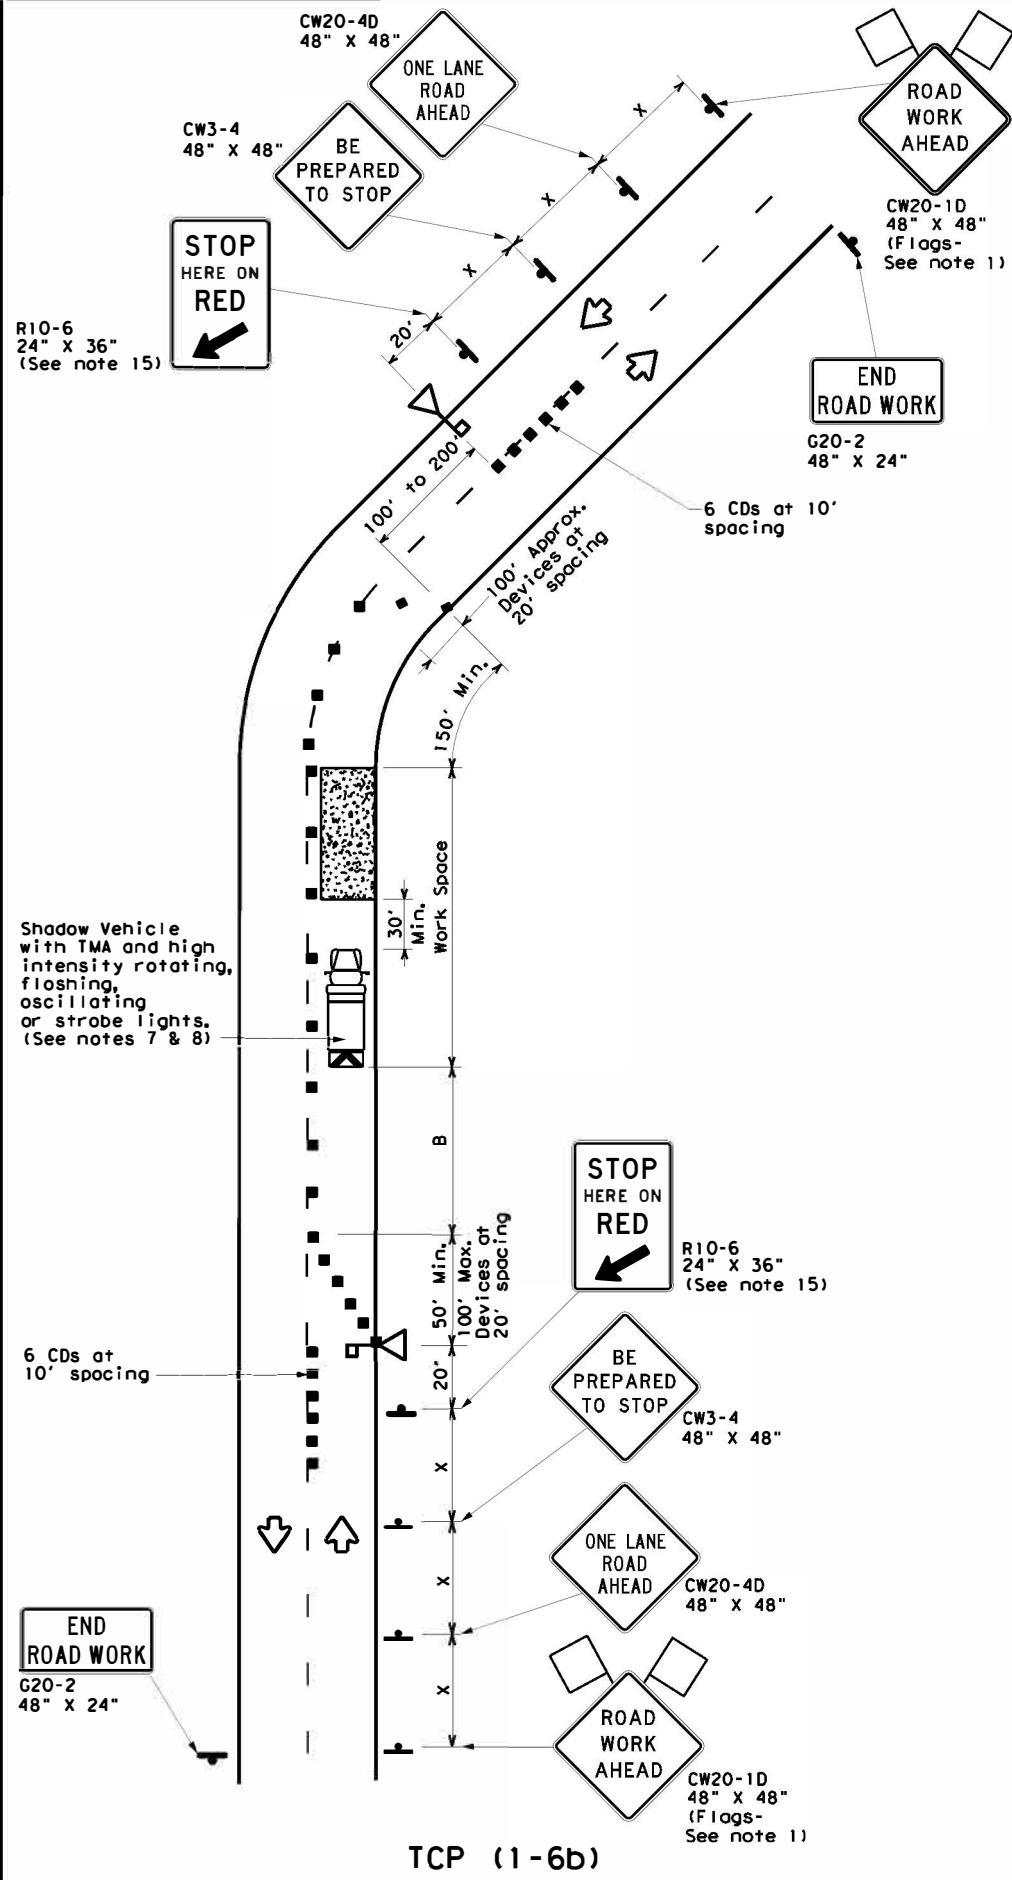 CW20-4D
48" X 48"
ONE LANE
ROAD
AHEAD
CW3-4
48" X 48"
BE
PREPARED
TO STOP
ROAD
WORK
AHEAD
CW20-1D
48" X 48"
(Flags-
See note 1)
STOP
HERE ON
RED
R10-6
24" X 36"
(See note 15)
X
X
X
20'
END
ROAD WORK
G20-2
48" X 24"
100' to 200'
6 CDs at 10'
spacing
100' Approx.
Devices at
20' spacing
150' Min.
Work Space
30'
Min.
Shadow Vehicle
with TMA and high
intensity rotating,
floshing,
oscillating
or strobe lights.
(See notes 7 & 8)
B
50' Min.
100' Max.
Devices at
20' spacing
STOP
HERE ON
RED
R10-6
24" X 36"
(See note 15)
6 CDs at
10' spocing
20"
BE
PREPARED
TO STOP
CW3-4
48" X 48"
X
X
X
ONE LANE
ROAD
AHEAD
CW20-4D
48" X 48"
END
ROAD WORK
G20-2
48" X 24"
ROAD
WORK
AHEAD
CW20-1D
48" X 48"
(Flags-
See note 1)
TCP (1-6b)